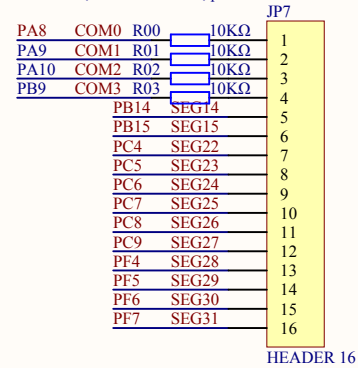 JP7
PA8 COM0 R00 10KΩ 1
PA9 COM1 R01 10KΩ 2
PA10 COM2 R02 10KΩ 3
PB9 COM3 R03 10KΩ 4
PB14 SEG14 5
PB15 SEG15 6
PC4 SEG22 7
PC5 SEG23 8
PC6 SEG24 9
PC7 SEG25 10
PC8 SEG26 11
PC9 SEG27 12
PF4 SEG28 13
PF5 SEG29 14
PF6 SEG30 15
PF7 SEG31 16
HEADER 16